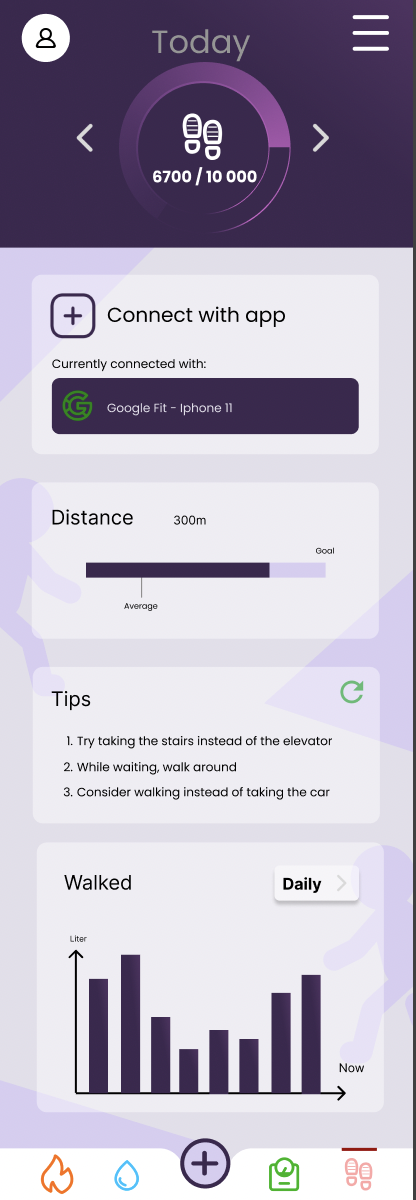 Today
6700 / 10 000
Connect with app
Currently connected with:
Google Fit - Iphone 11
Distance 300m
Goal
Average
Tips
1. Try taking the stairs instead of the elevator
2. While waiting, walk around
3. Consider walking instead of taking the car
Walked Daily
Liter
Now